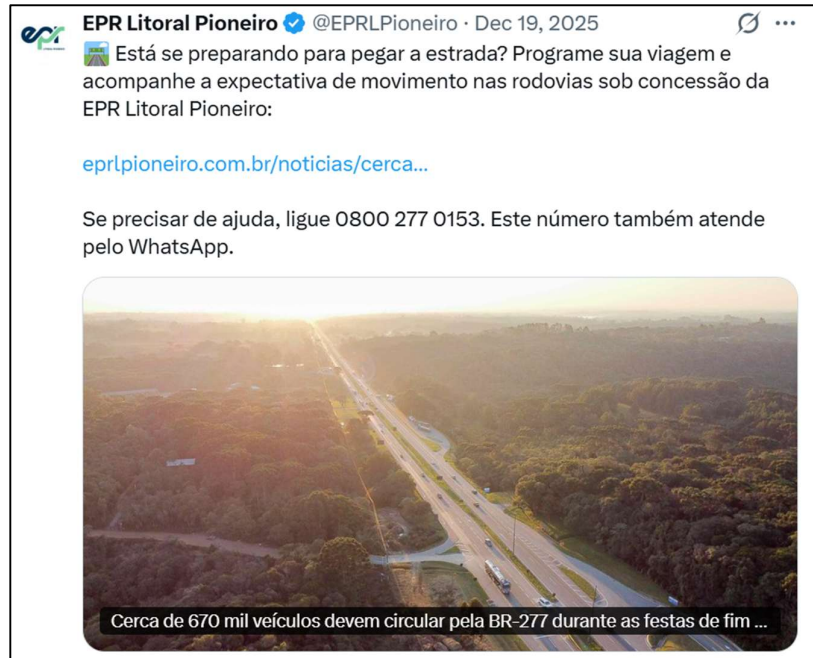 EPR Litoral Pioneiro @EPRLPioneiro · Dec 19, 2025
Está se preparando para pegar a estrada? Programe sua viagem e
acompanhe a expectativa de movimento nas rodovias sob concessão da
EPR Litoral Pioneiro:
eprlpioneiro.com.br/noticias/cerca...
Se precisar de ajuda, ligue 0800 277 0153. Este número também atende
pelo WhatsApp.
Cerca de 670 mil veículos devem circular pela BR-277 durante as festas de fim ...